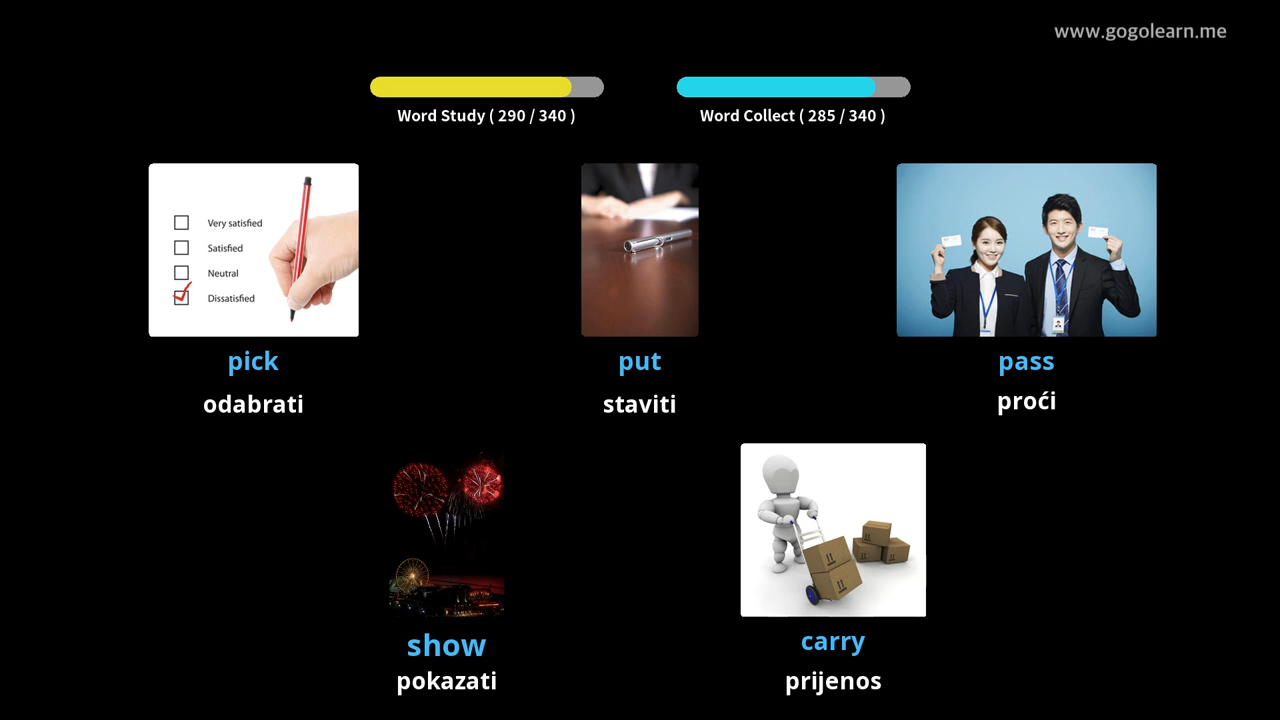 www.gogolearn.me
Word Study ( 290 / 340 )
Word Collect ( 285 / 340 )
Very satisfied
Satisfied
Neutral
Dissatisfied
pick
put
pass
odabrati
staviti
proći
show
carry
pokazati
prijenos